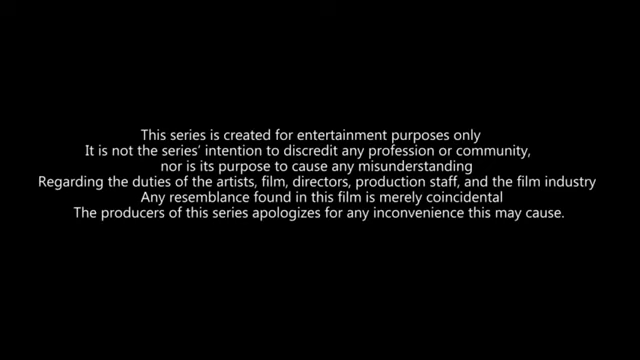 This series is created for entertainment purposes only
It is not the series' intention to discredit any profession or community,
nor is its purpose to cause any misunderstanding
Regarding the duties of the artists, film, directors, production staff, and the film industry
Any resemblance found in this film is merely coincidental
The producers of this series apologizes for any inconvenience this may cause.